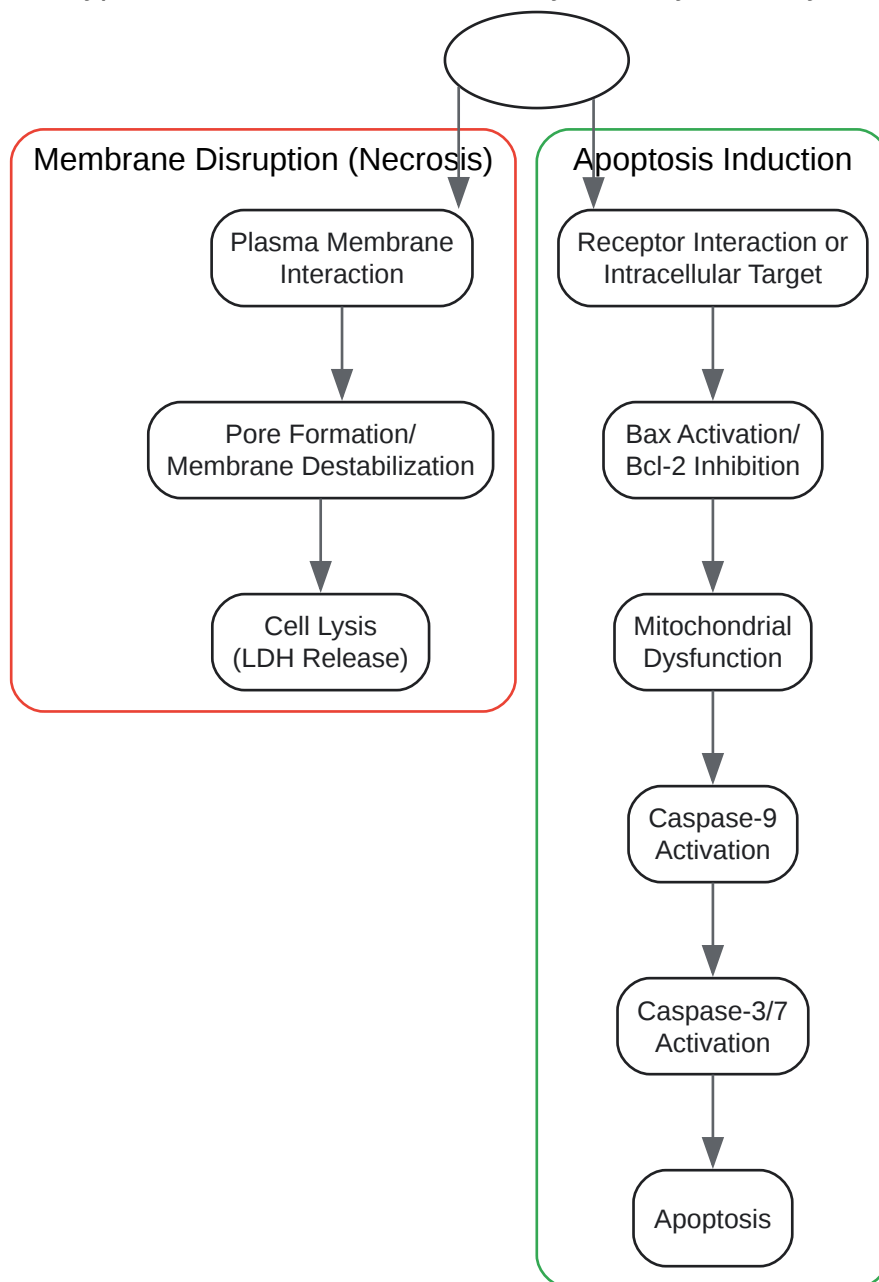 Membrane Disruption (Necrosis)
Apoptosis Induction
Plasma Membrane
Interaction
Receptor Interaction or
Intracellular Target
Pore Formation/
Membrane Destabilization
Bax Activation/
Bcl-2 Inhibition
Cell Lysis
(LDH Release)
Mitochondrial
Dysfunction
Caspase-9
Activation
Caspase-3/7
Activation
Apoptosis